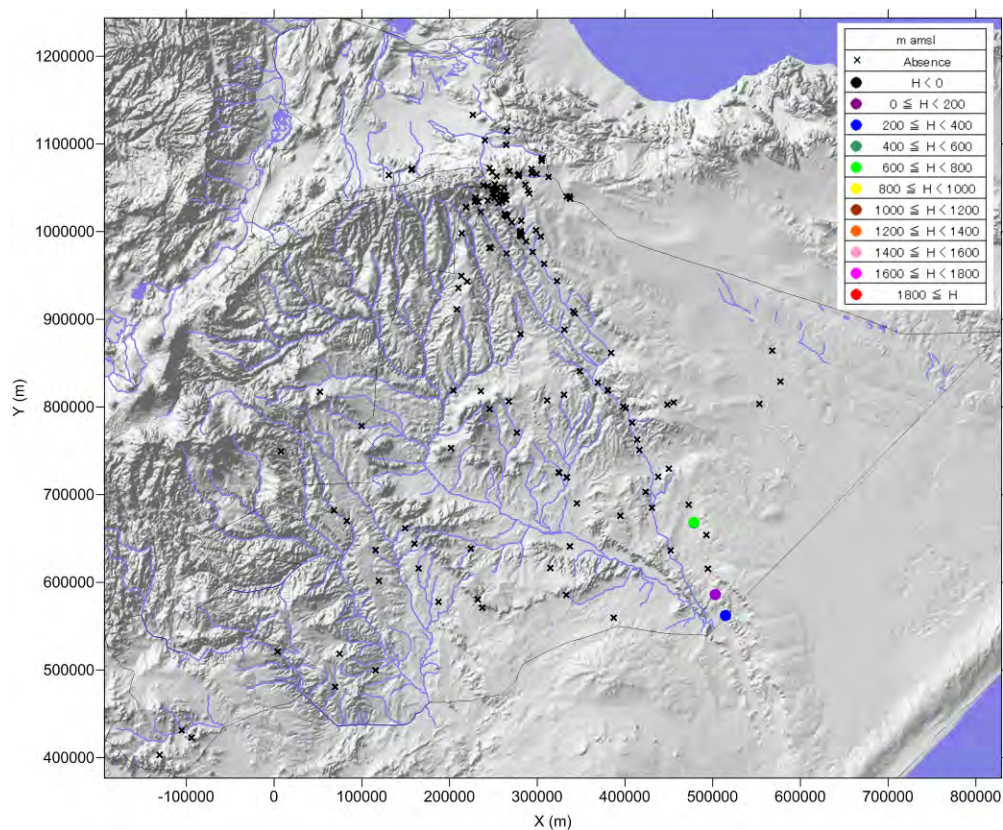 1200000
1100000
1000000
900000
800000
700000
600000
500000
400000
Y (m)
-100000 0 100000 200000 300000 400000 500000 600000 700000 800000
X (m)
m amsl
× Absence
H < 0
0 ≦ H < 200
200 ≦ H < 400
400 ≦ H < 600
600 ≦ H < 800
800 ≦ H < 1000
1000 ≦ H < 1200
1200 ≦ H < 1400
1400 ≦ H < 1600
1600 ≦ H < 1800
1800 ≦ H